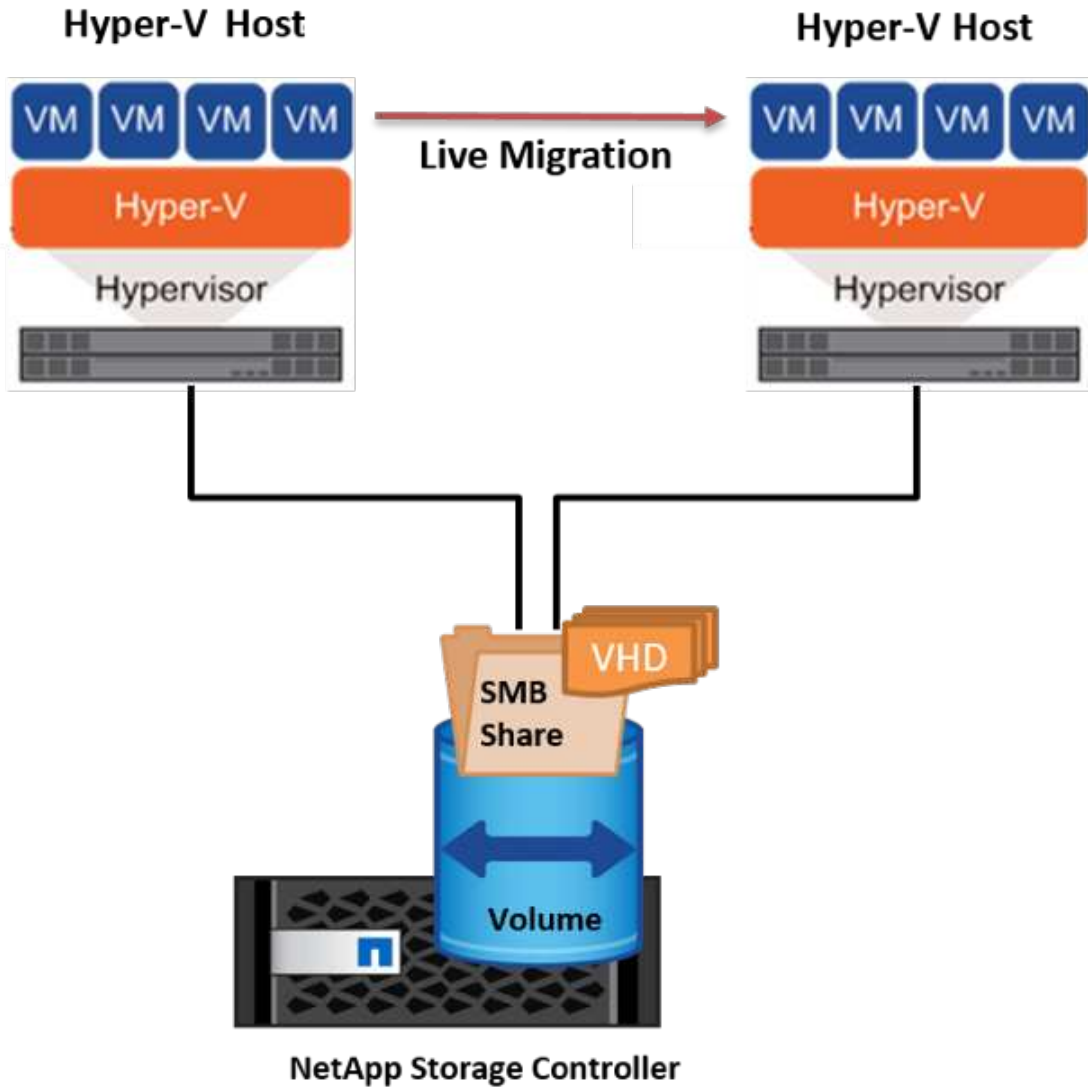 Hyper-V Host
Hyper-V Host
VM VM VM VM
VM VM VM VM
Live Migration
Hyper-V
Hyper-V
Hypervisor
Hypervisor
VHD
SMB
Share
Volume
NetApp Storage Controller